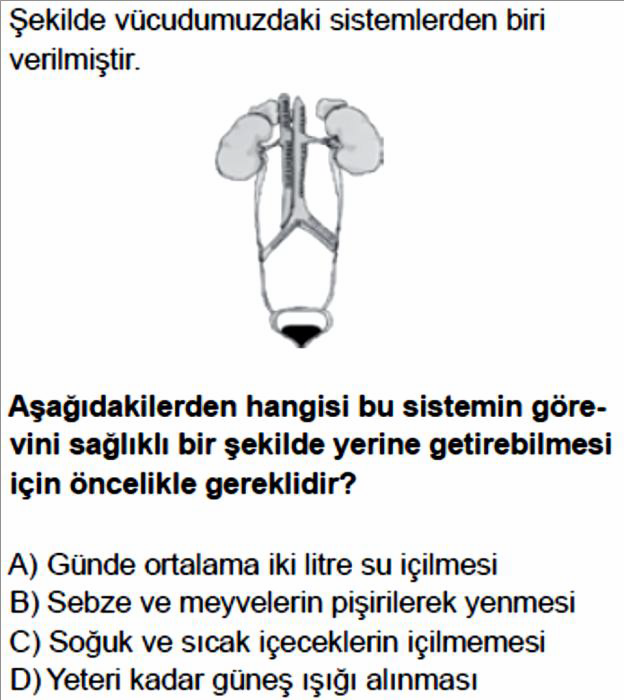 Şekilde vücudumuzdaki sistemlerden biri
verilmiştir.
Aşağıdakilerden hangisi bu sistemin göre-
vini sağlıklı bir şekilde yerine getirebilmesi
için öncelikle gereklidir?
A) Günde ortalama iki litre su içilmesi
B) Sebze ve meyvelerin pişirilerek yenmesi
C) Soğuk ve sıcak içeceklerin içilmemesi
D) Yeteri kadar güneş ışığı alınması